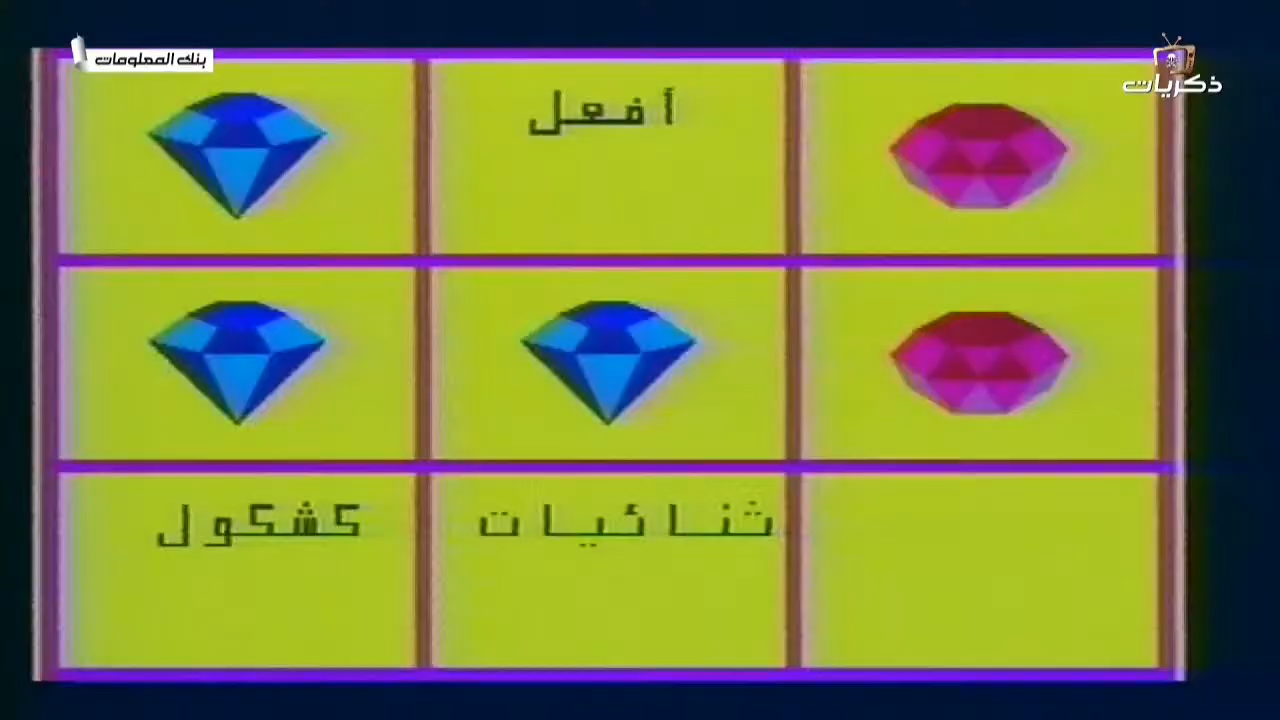 بنك المعلومات
ذكريات
أفعل
ثنائيات
كشكول